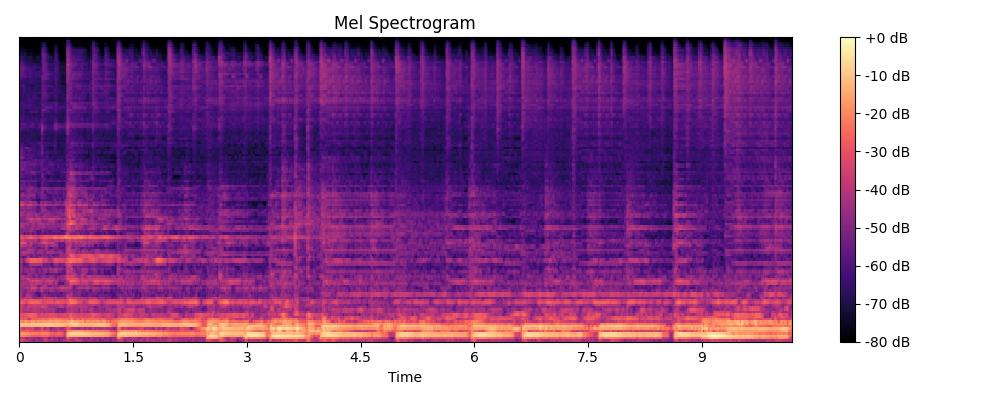 Mel Spectrogram
+0 dB
-10 dB
-20 dB
-30 dB
-40 dB
-50 dB
-60 dB
-70 dB
-80 dB
0 1.5 3 4.5 6 7.5 9
Time